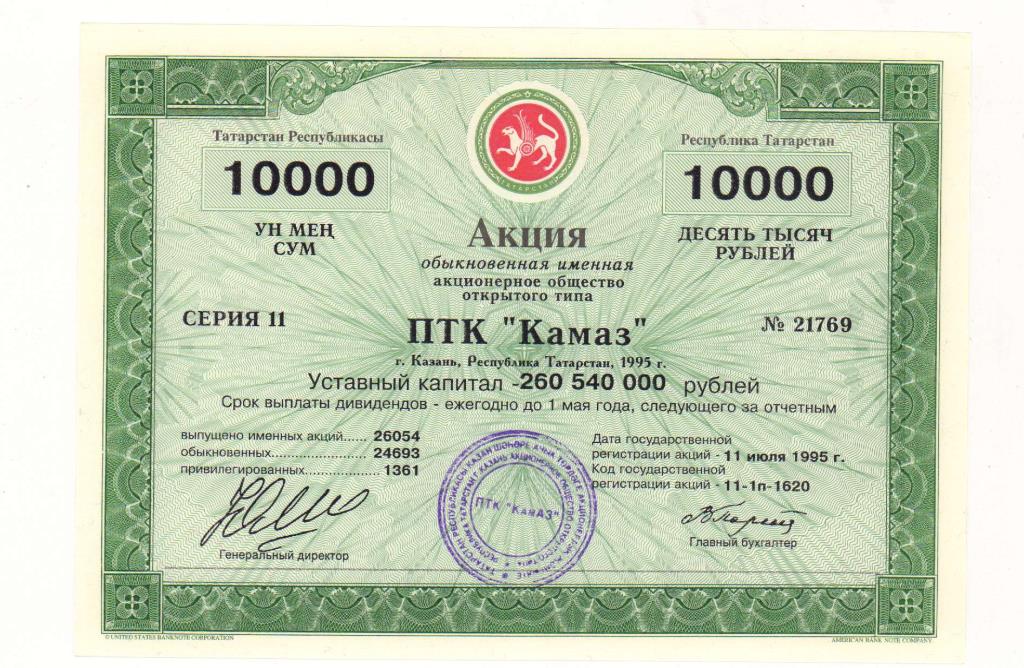 ТАТАРСТАН
Татарстан Республикасы
10000
УН МЕҢ
СУМ
Республика Татарстан
10000
ДЕСЯТЬ ТЫСЯЧ
РУБЛЕЙ
Акция
обыкновенная именная
акционерное общество
открытого типа
СЕРИЯ 11
ПТК "Камаз"
№ 21769
г. Казань, Республика Татарстан, 1995 г.
Уставный капитал -260 540 000 рублей
Срок выплаты дивидендов - ежегодно до 1 мая года, следующего за отчетным
выпущено именных акций...... 26054
обыкновенных........................ 24693
привилегированных.................. 1361
Дата государственной
регистрации акций - 11 июля 1995 г.
Код государственной
регистрации акций - 11-1п-1620
ПТК "КамАЗ"
Генеральный директор
Главный бухгалтер
© UNITED STATES BANKNOTE CORPORATION
AMERICAN BANK NOTE COMPANY